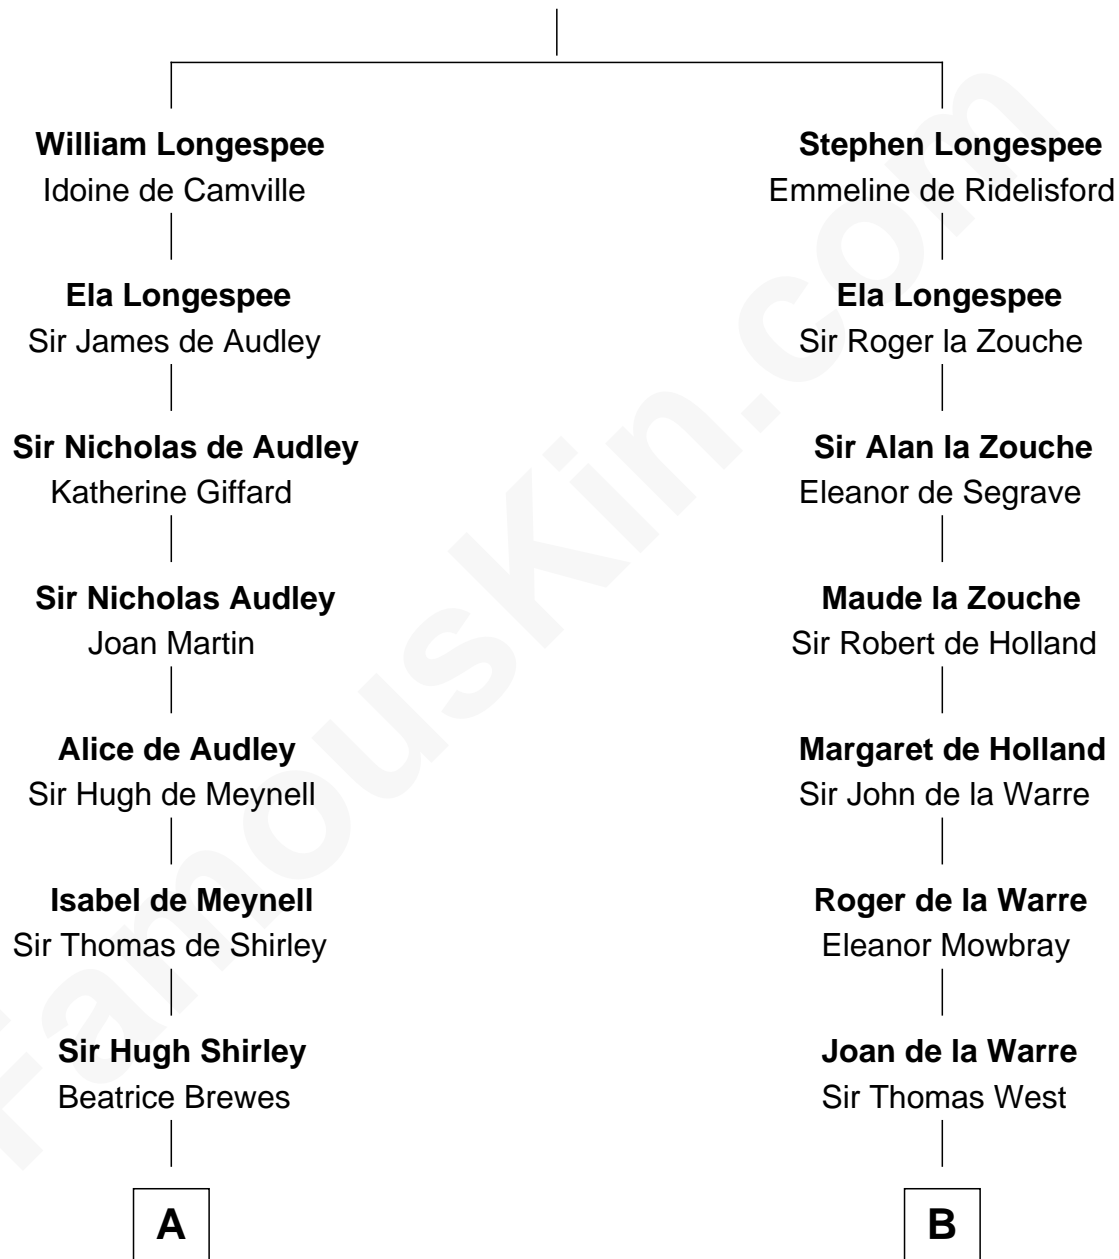 William Longespee
Idoine de Camville
Ela Longespee
Sir James de Audley
Sir Nicholas de Audley
Katherine Giffard
Sir Nicholas Audley
Joan Martin
Alice de Audley
Sir Hugh de Meynell
Isabel de Meynell
Sir Thomas de Shirley
Sir Hugh Shirley
Beatrice Brewes
A
Stephen Longespee
Emmeline de Ridelisford
Ela Longespee
Sir Roger la Zouche
Sir Alan la Zouche
Eleanor de Segrave
Maude la Zouche
Sir Robert de Holland
Margaret de Holland
Sir John de la Warre
Roger de la Warre
Eleanor Mowbray
Joan de la Warre
Sir Thomas West
B
FamousKin.com